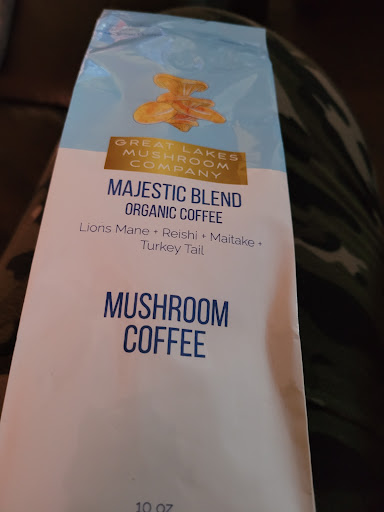 GREAT LAKES
MUSHROOM
COMPANY
MAJESTIC BLEND
ORGANIC COFFEE
Lions Mane + Reishi + Maitake +
Turkey Tail
MUSHROOM
COFFEE
10 oz